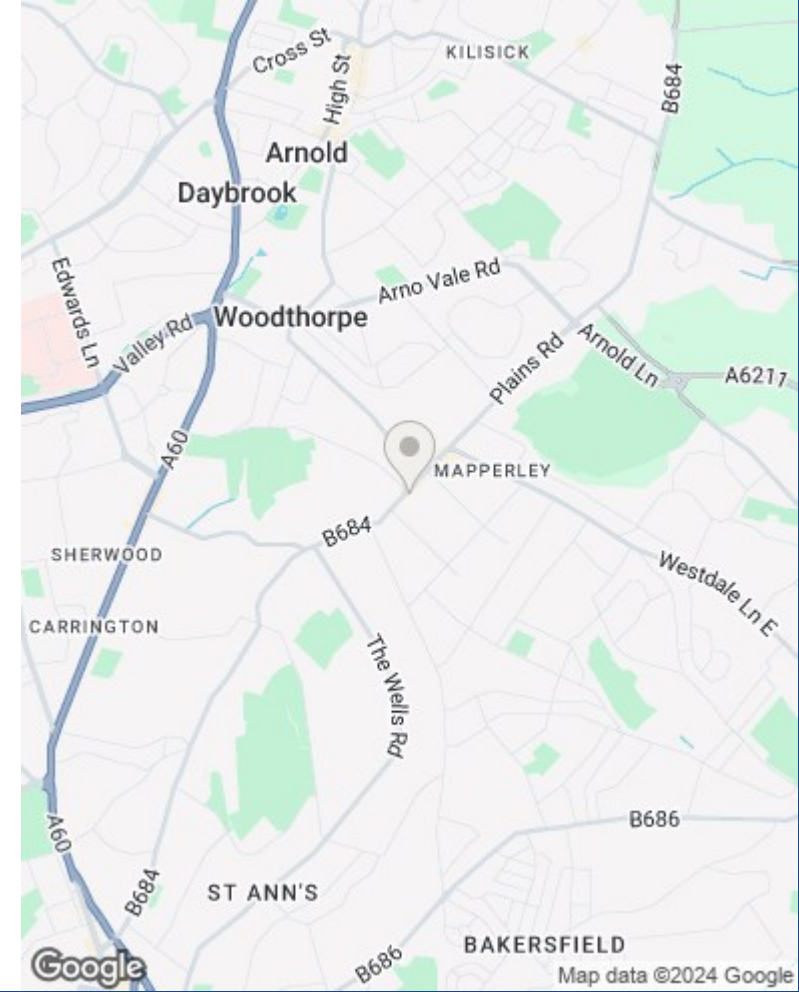 Cross St
KILISICK
High St
B684
Arnold
Daybrook
Edwards Ln
Arno Vale Rd
Valley Rd
Woodthorpe
Plains Rd
Arnold Ln
A6211
A60
MAPPERLEY
B684
SHERWOOD
Westdale Ln E
CARRINGTON
The Wells Rd
A60
B686
B684
ST ANN'S
BAKERSFIELD
B686
Google
Map data ©2024 Google